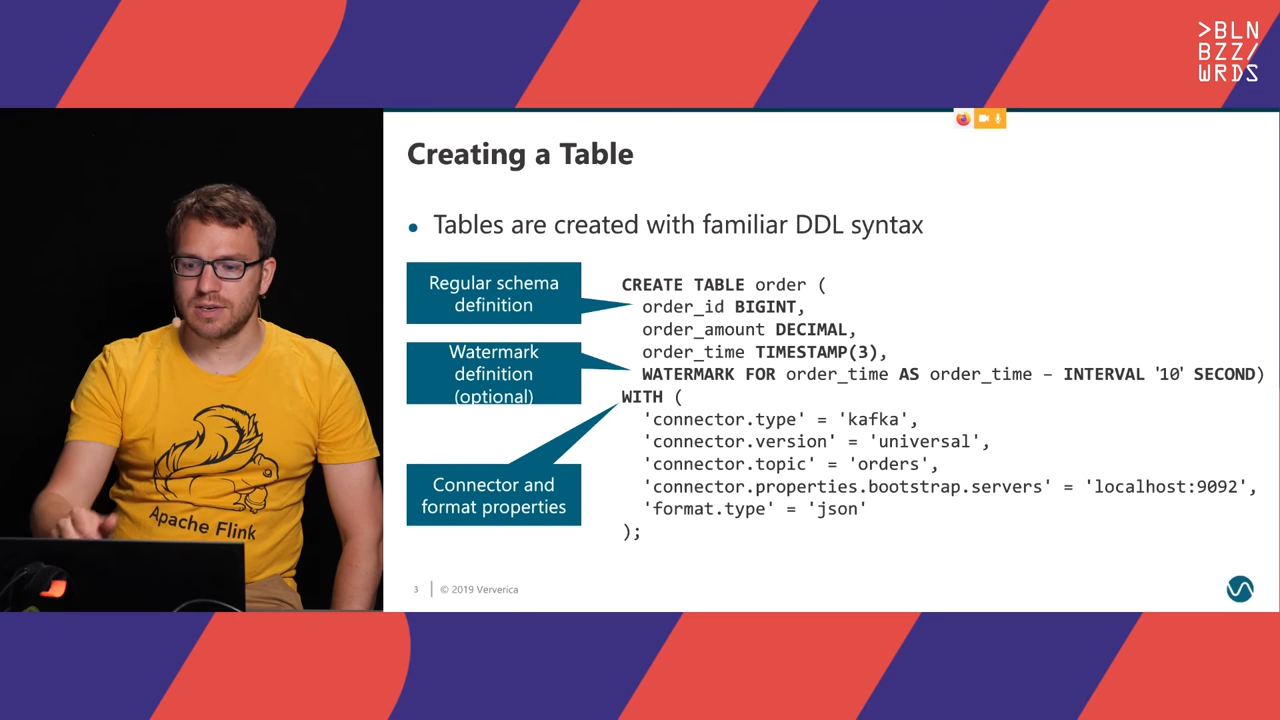 >BLN
BZZ/
WRDS
Creating a Table
• Tables are created with familiar DDL syntax
Regular schema
definition
Watermark
definition
(optional)
Connector and
format properties
CREATE TABLE order (
order_id BIGINT,
order_amount DECIMAL,
order_time TIMESTAMP(3),
WATERMARK FOR order_time AS order_time – INTERVAL '10' SECOND)
WITH (
'connector.type' = 'kafka',
'connector.version' = 'universal',
'connector.topic' = 'orders',
'connector.properties.bootstrap.servers' = 'localhost:9092',
'format.type' = 'json'
);
Apache Flink
3 | © 2019 Ververica